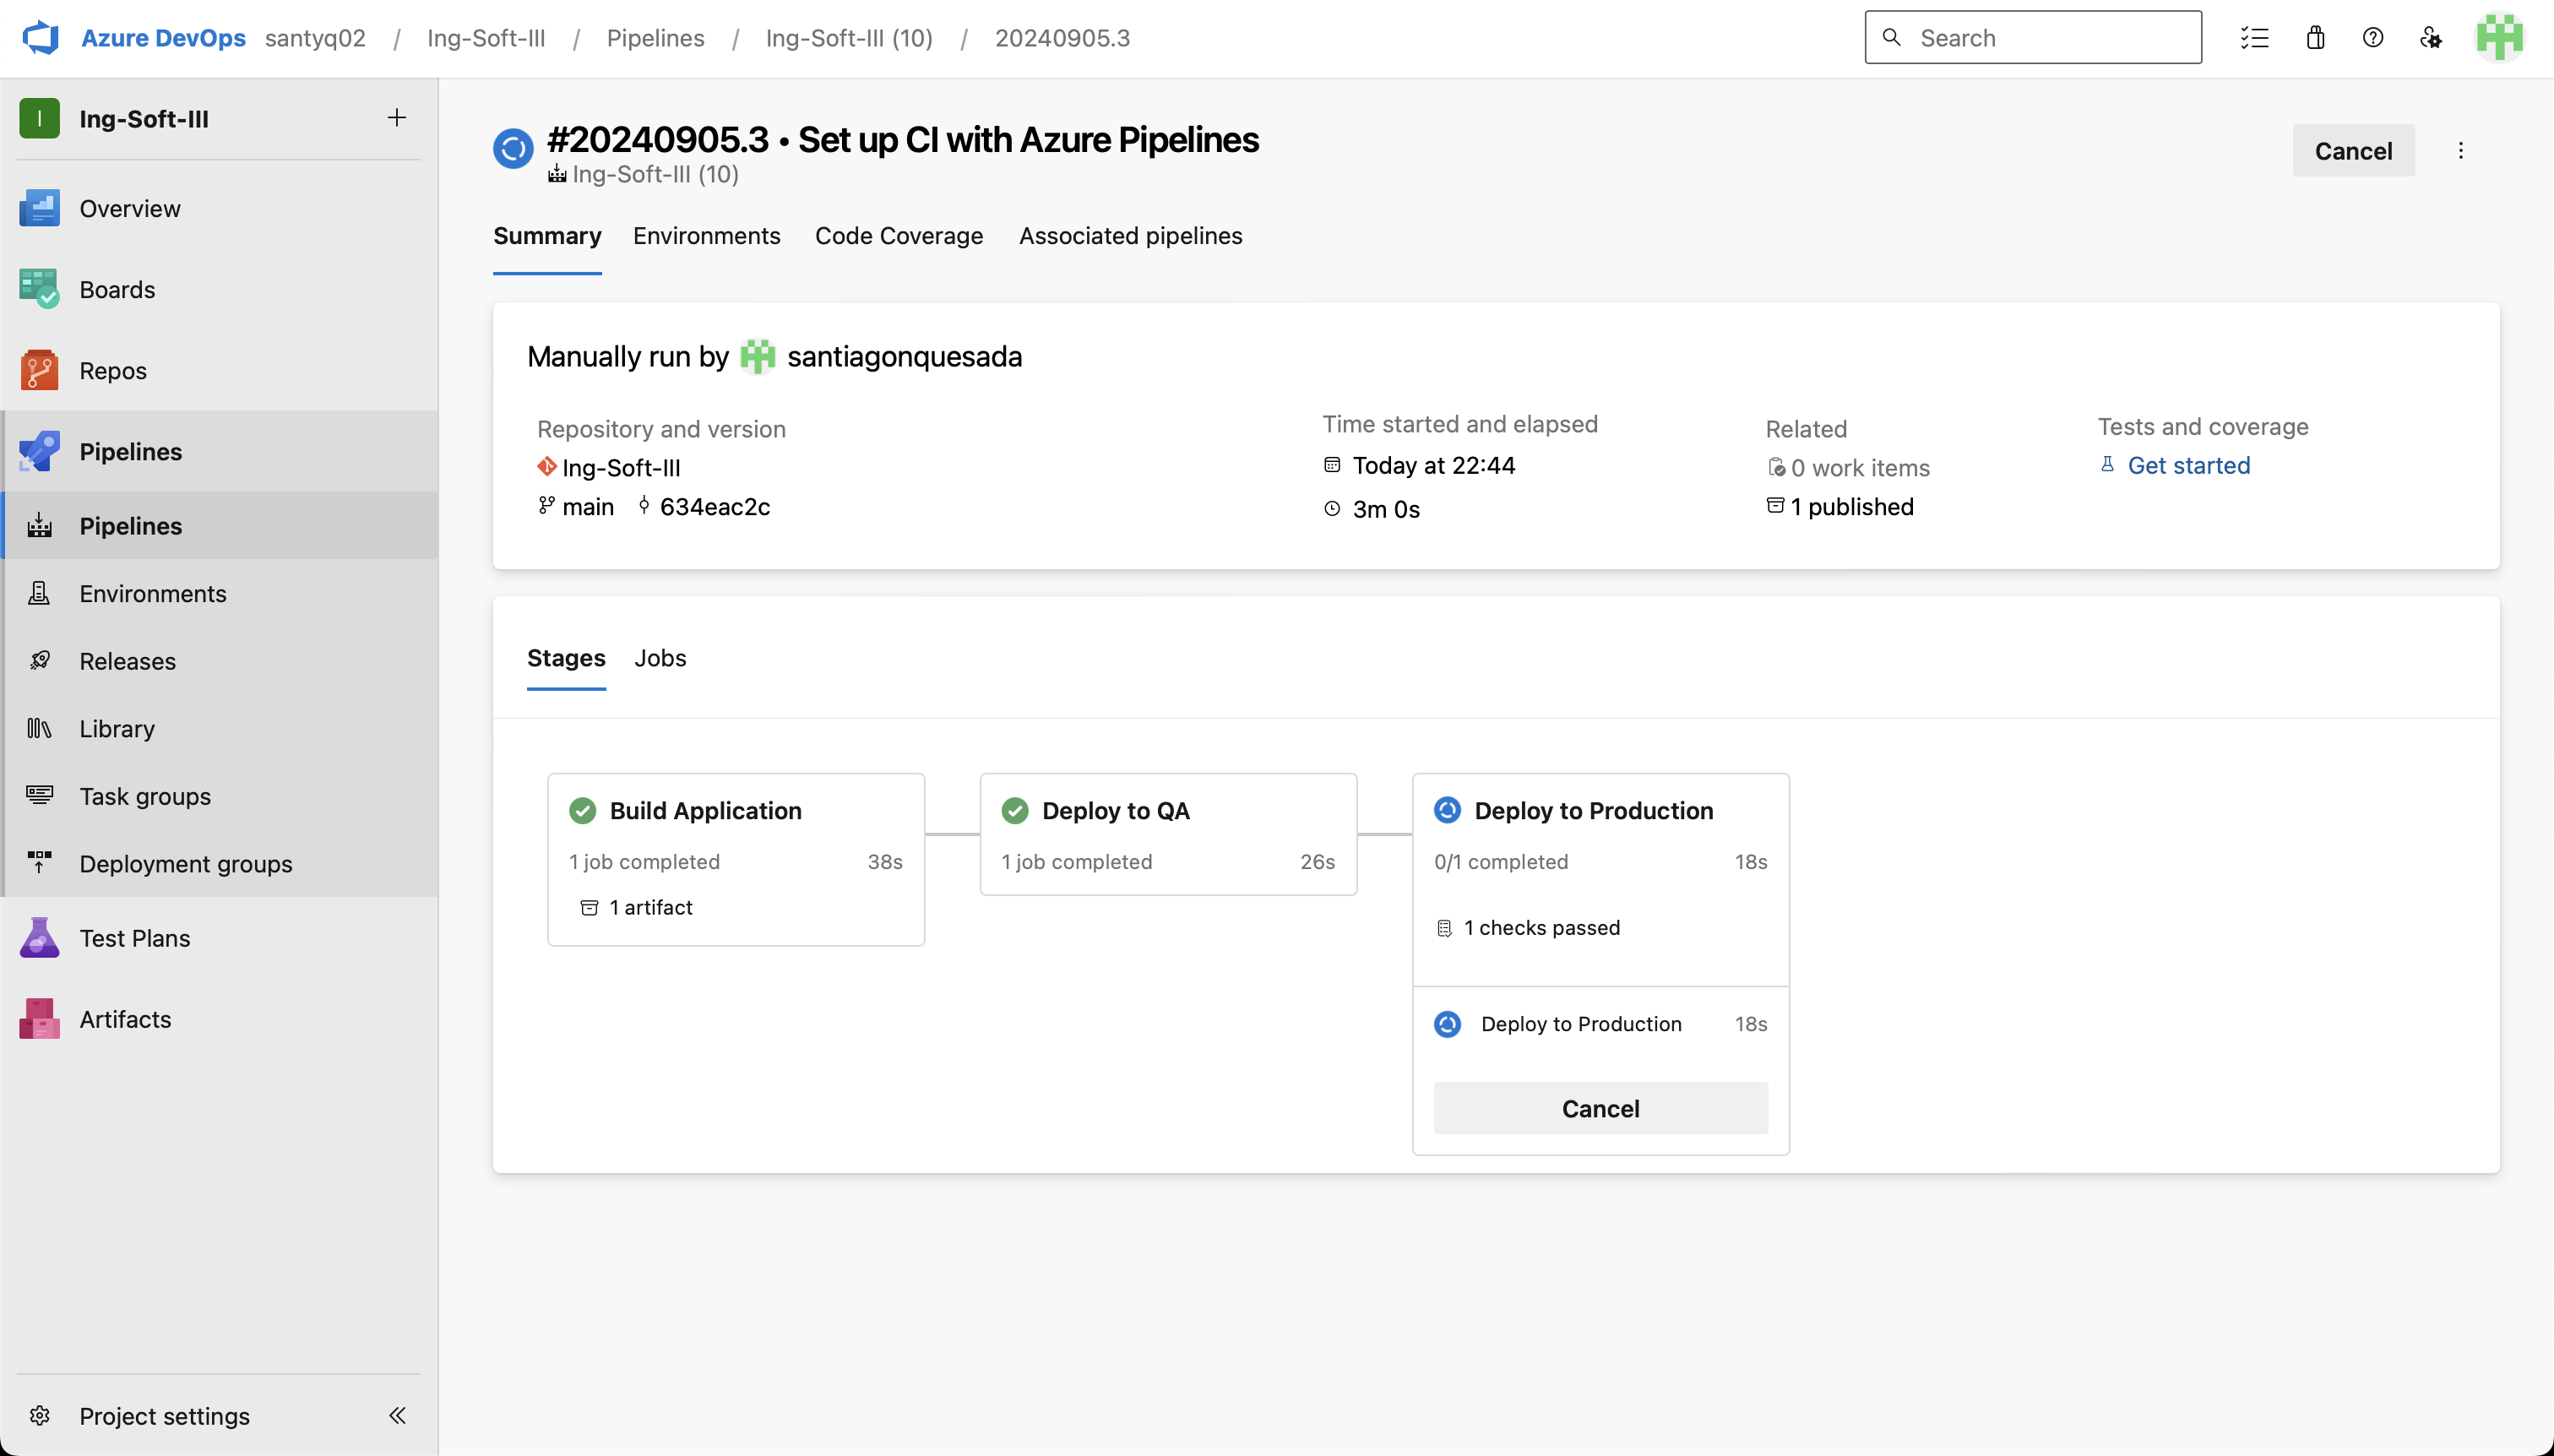 Azure DevOps santyq02 / Ing-Soft-III / Pipelines / Ing-Soft-III (10) / 20240905.3
Search
I Ing-Soft-III
Overview
Boards
Repos
Pipelines
Pipelines
Environments
Releases
Library
Task groups
Deployment groups
Test Plans
Artifacts
Project settings
#20240905.3 • Set up CI with Azure Pipelines
Ing-Soft-III (10)
Cancel
Summary Environments Code Coverage Associated pipelines
Manually run by santiagonquesada
Repository and version
Ing-Soft-III
main 634eac2c
Time started and elapsed
Today at 22:44
3m 0s
Related
0 work items
1 published
Tests and coverage
Get started
Stages Jobs
Build Application
1 job completed 38s
1 artifact
Deploy to QA
1 job completed 26s
Deploy to Production
0/1 completed 18s
1 checks passed
Deploy to Production 18s
Cancel